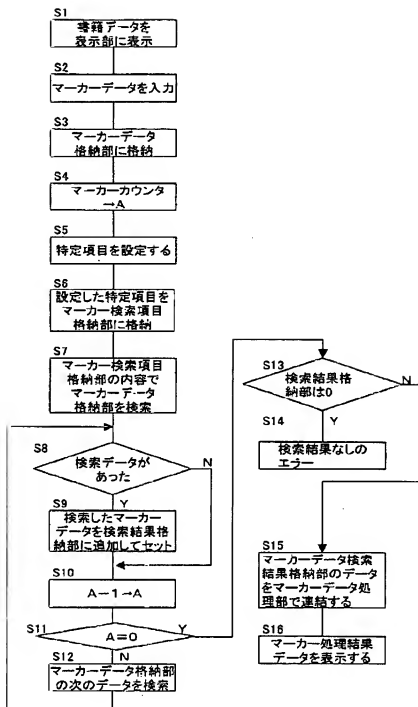 S1
書籍データを
表示部に表示
S2
マーカーデータを入力
S3
マーカーデータ
格納部に格納
S4
マーカーカウンタ
→A
S5
特定項目を設定する
S6
設定した特定項目を
マーカー検索項目
格納部に格納
S7
マーカー検索項目
格納部の内容で
マーカーデータ
格納部を検索
S8
検索データが
あった
N
Y
S9
検索したマーカー
データを検索結果格
納部に追加してセット
S10
A-1→A
S11
A=0
Y
N
S12
マーカーデータ格納部
の次のデータを検索
S13
検索結果格
納部は0
N
Y
S14
検索結果なしの
エラー
S15
マーカーデータ検索
結果格納部のデータ
をマーカーデータ処
理部で連結する
S16
マーカー処理結果
データを表示する